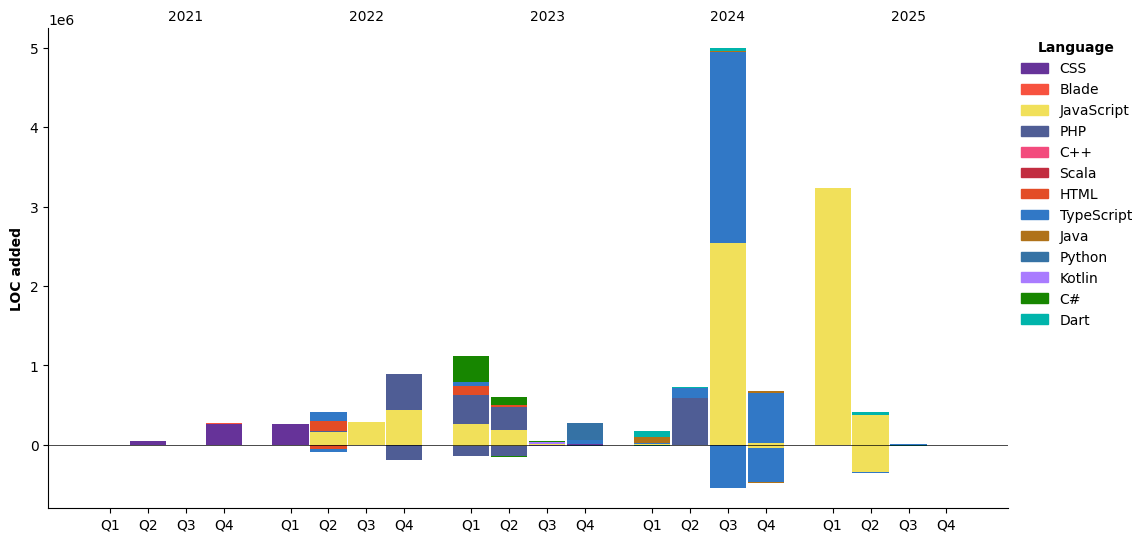 2021 2022 2023 2024 2025
1e6
Language
CSS
Blade
JavaScript
PHP
C++
Scala
HTML
TypeScript
Java
Python
Kotlin
C#
Dart
LOC added
5
4
3
2
1
0
Q1 Q2 Q3 Q4 Q1 Q2 Q3 Q4 Q1 Q2 Q3 Q4 Q1 Q2 Q3 Q4 Q1 Q2 Q3 Q4